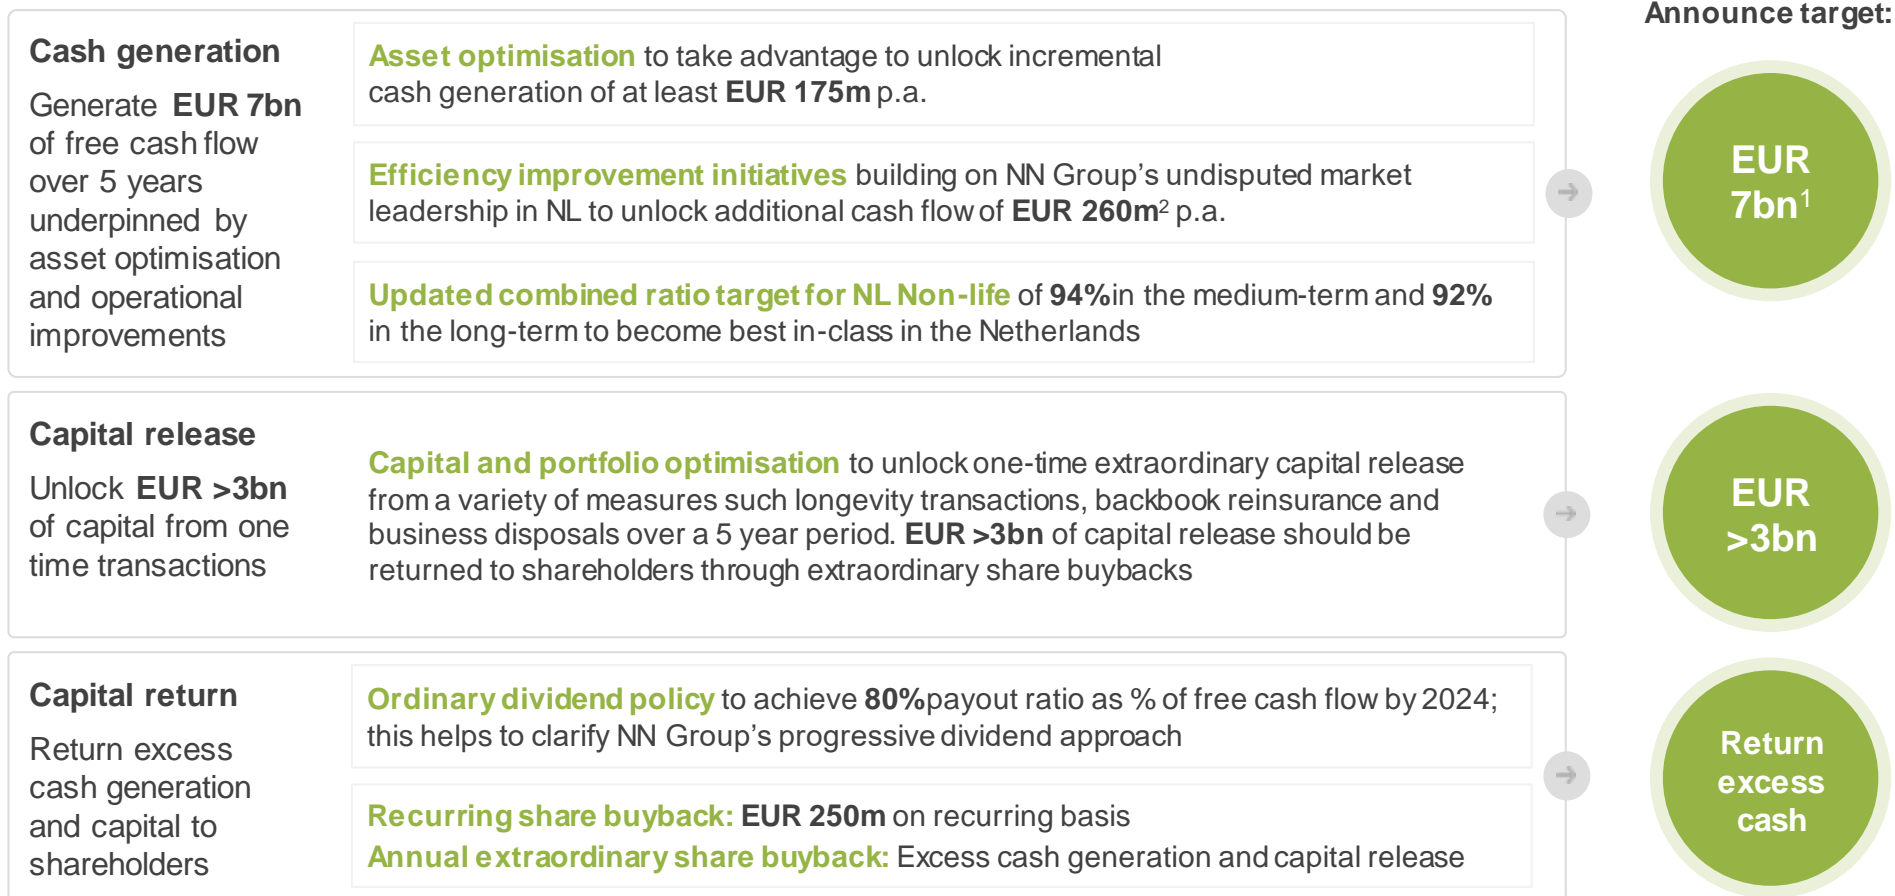 Announce target:
Cash generation
Generate EUR 7bn
of free cash flow
over 5 years
underpinned by
asset optimisation
and operational
improvements
Asset optimisation to take advantage to unlock incremental
cash generation of at least EUR 175m p.a.
Efficiency improvement initiatives building on NN Group’s undisputed market
leadership in NL to unlock additional cash flow of EUR 260m² p.a.
Updated combined ratio target for NL Non-life of 94% in the medium-term and 92%
in the long-term to become best in-class in the Netherlands
EUR
7bn¹
Capital release
Unlock EUR >3bn
of capital from one
time transactions
Capital and portfolio optimisation to unlock one-time extraordinary capital release
from a variety of measures such longevity transactions, backbook reinsurance and
business disposals over a 5 year period. EUR >3bn of capital release should be
returned to shareholders through extraordinary share buybacks
EUR
>3bn
Capital return
Return excess
cash generation
and capital to
shareholders
Ordinary dividend policy to achieve 80% payout ratio as % of free cash flow by 2024;
this helps to clarify NN Group’s progressive dividend approach
Recurring share buyback: EUR 250m on recurring basis
Annual extraordinary share buyback: Excess cash generation and capital release
Return
excess
cash